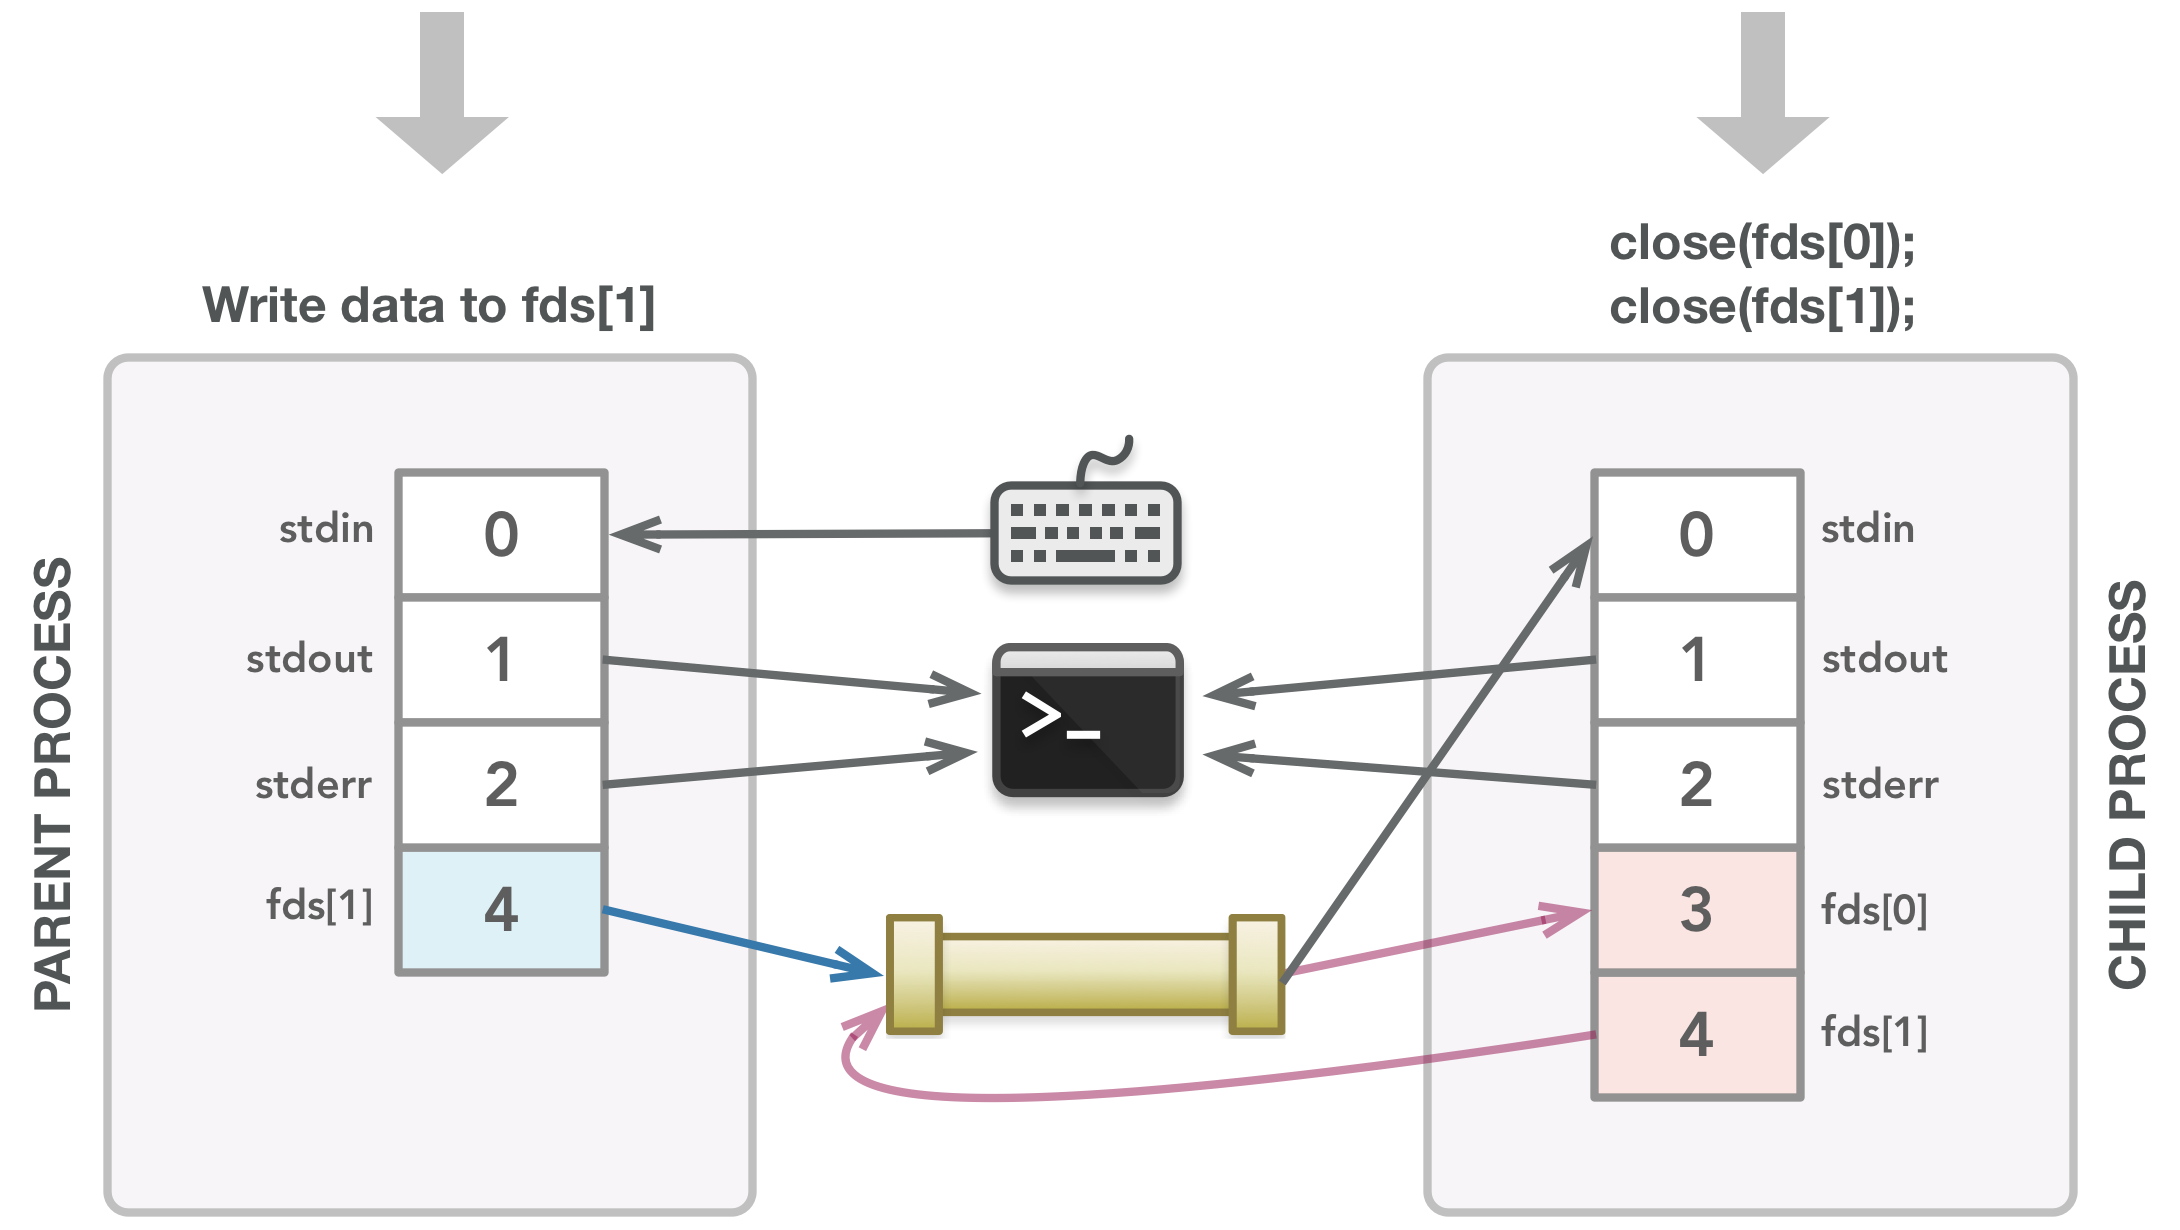 close(fds[0]);
Write data to fds[1]
close(fds[1]);
PARENT PROCESS
stdin
0
stdout
1
stderr
2
fds[1]
4
>_
0
stdin
1
stdout
2
stderr
3
fds[0]
4
fds[1]
CHILD PROCESS